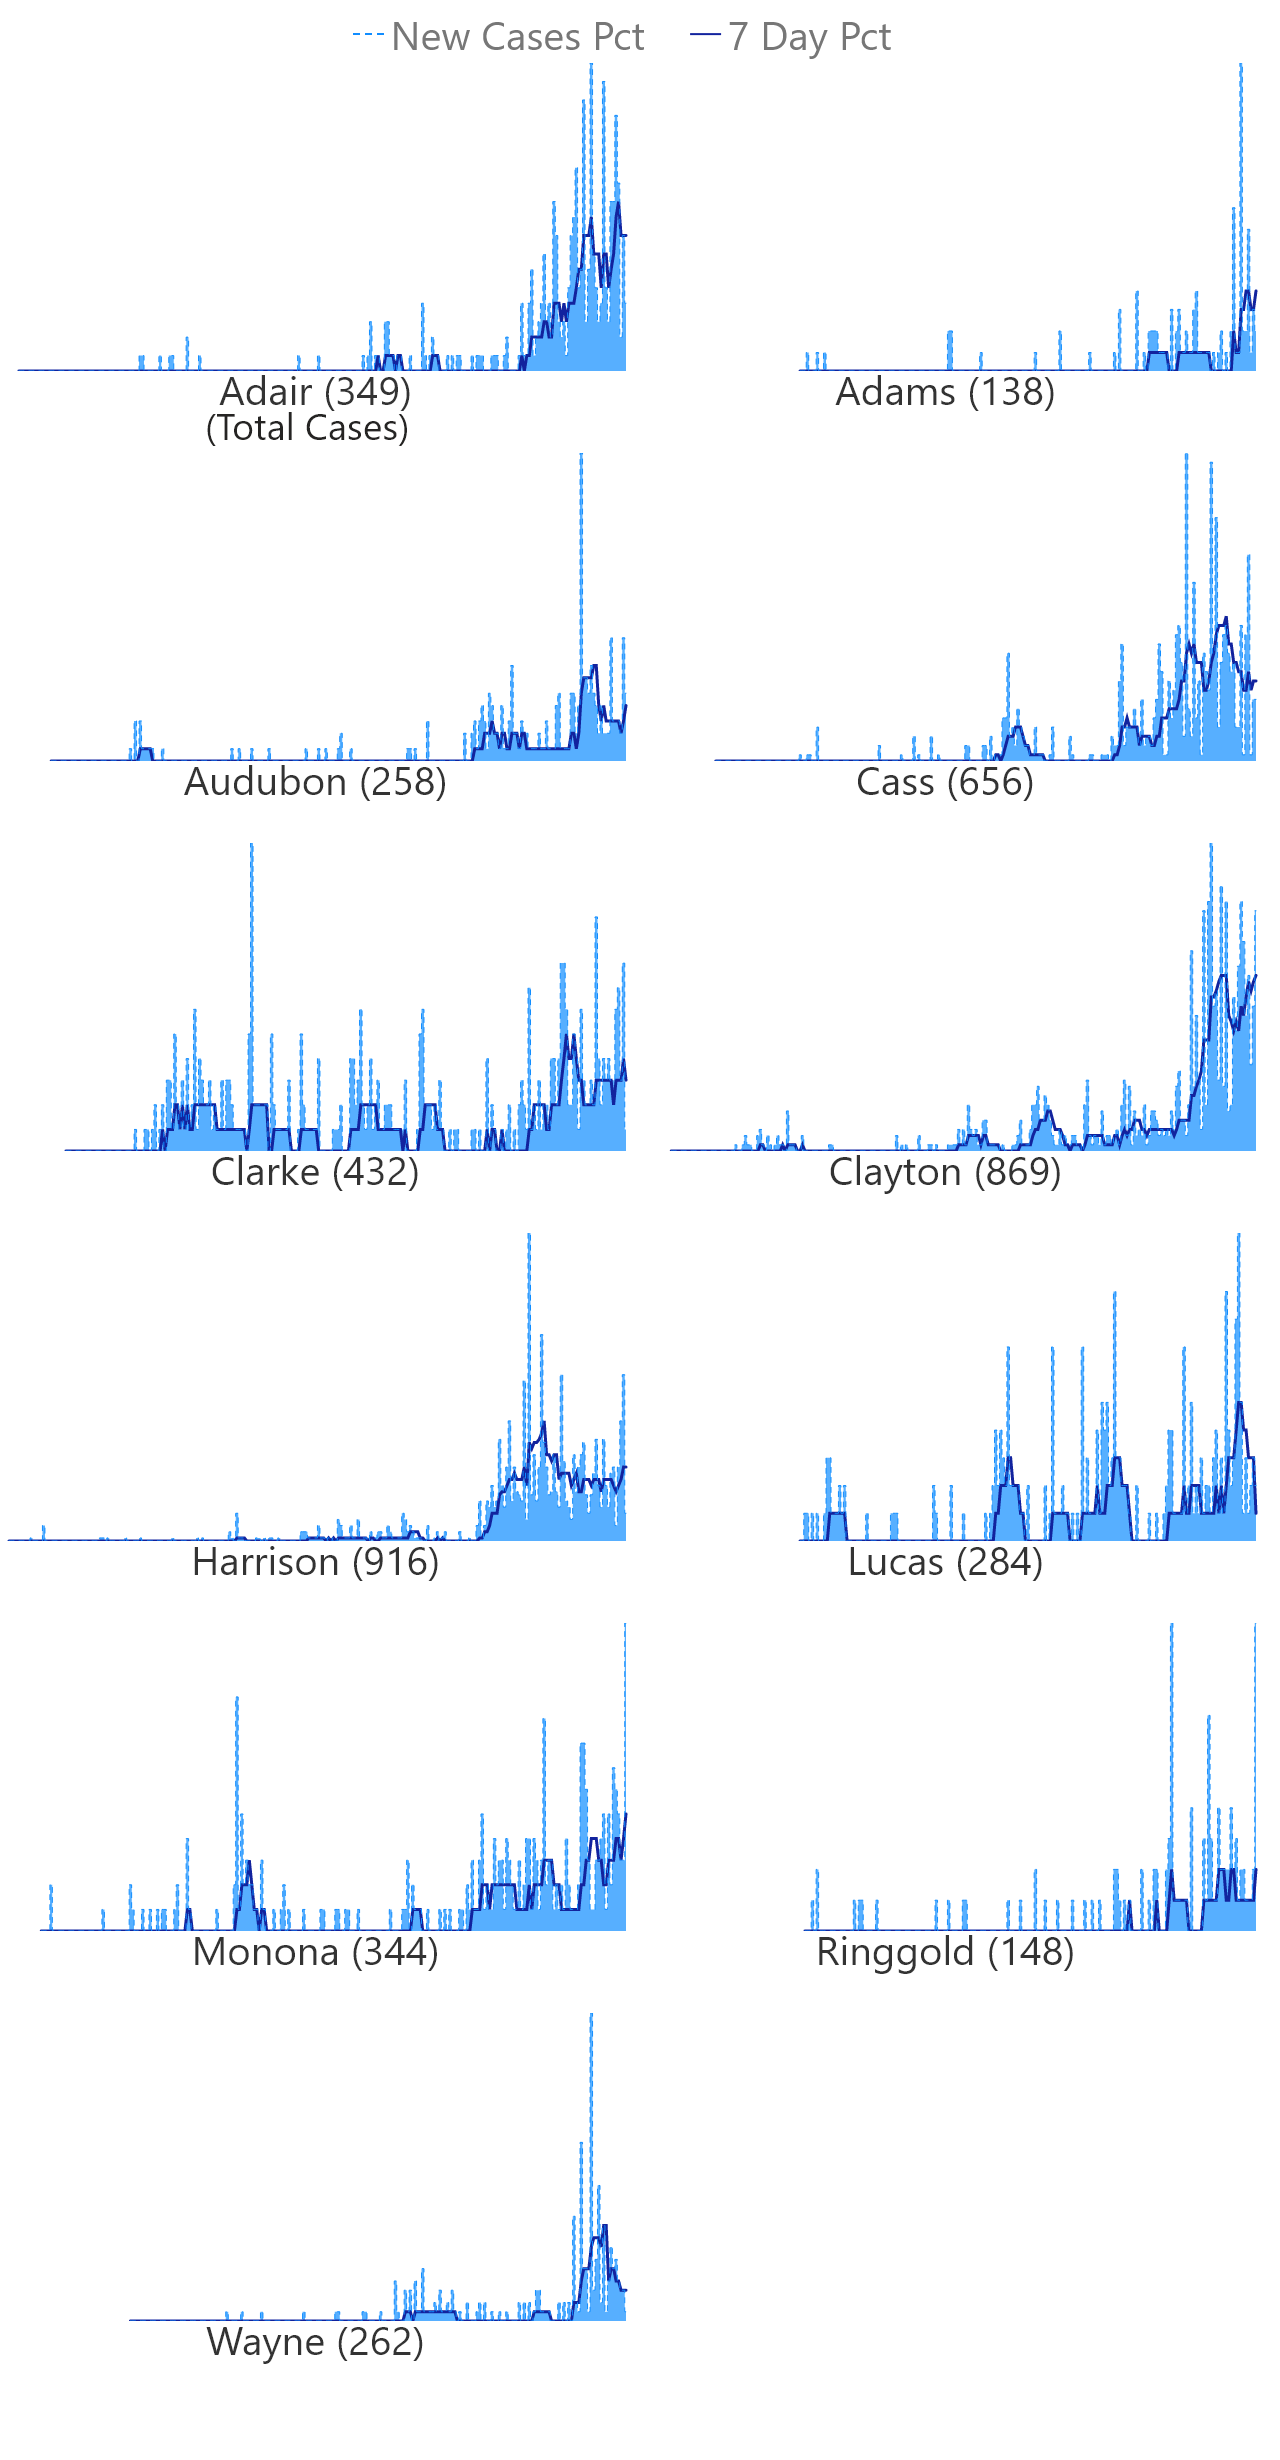 New Cases Pct 7 Day Pct
Adair (349) Adams (138)
(Total Cases)
Audubon (258) Cass (656)
Clarke (432) Clayton (869)
Harrison (916) Lucas (284)
Monona (344) Ringgold (148)
Wayne (262)